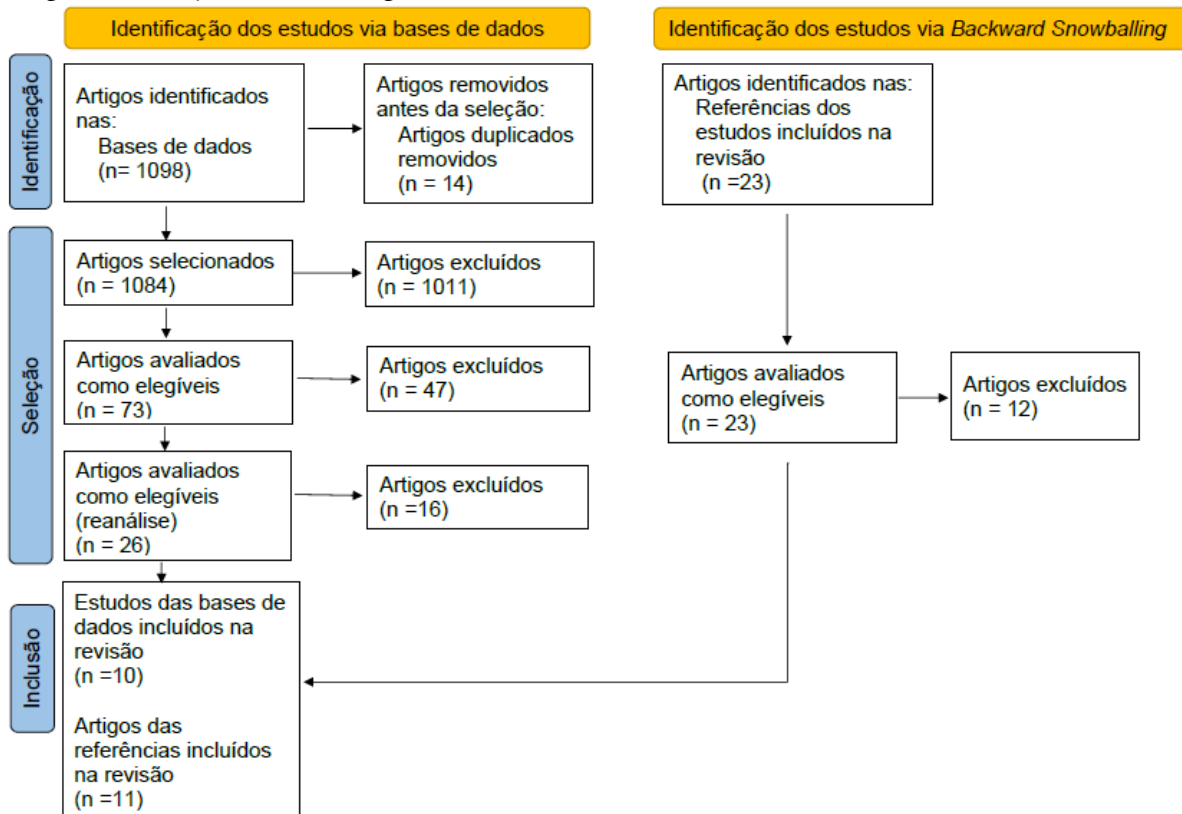 Identificação dos estudos via bases de dados
Identificação dos estudos via Backward Snowballing
Identificação
Artigos identificados
nas:
Bases de dados
(n= 1098)
Artigos removidos
antes da seleção:
Artigos duplicados
removidos
(n = 14)
Artigos identificados nas:
Referências dos
estudos incluídos na
revisão
(n =23)
Seleção
Artigos selecionados
(n = 1084)
Artigos excluídos
(n = 1011)
Artigos avaliados
como elegíveis
(n = 73)
Artigos excluídos
(n = 47)
Artigos avaliados
como elegíveis
(n = 23)
Artigos excluídos
(n = 12)
Artigos avaliados
como elegíveis
(reanálise)
(n = 26)
Artigos excluídos
(n =16)
Inclusão
Estudos das bases de
dados incluídos na
revisão
(n =10)
Artigos das
referências incluídos
na revisão
(n =11)